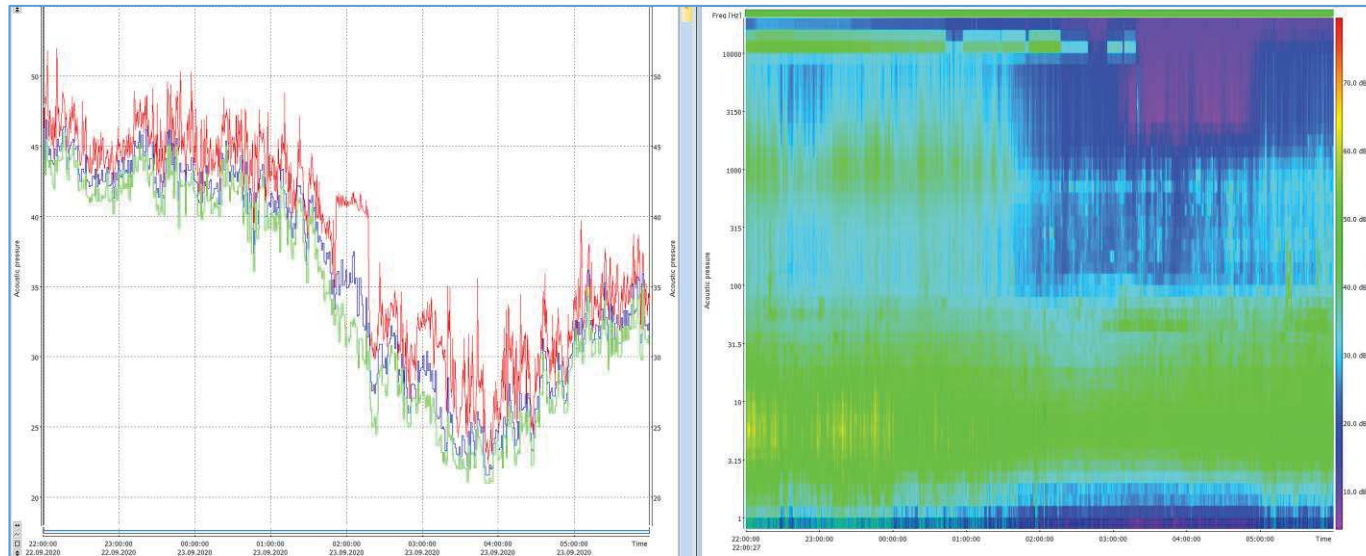 50
45
40
35
30
25
20
Acoustic pressure
50
45
40
35
30
25
20
Acoustic pressure
22:00:00 23:00:00 00:00:00 01:00:00 02:00:00 03:00:00 04:00:00 05:00:00 Time
22.09.2020 22.09.2020 23.09.2020 23.09.2020 23.09.2020 23.09.2020 23.09.2020 23.09.2020
Freq [Hz]
10000
3150
1000
315
100
31.5
10
3.15
1
Acoustic pressure
70.0 dB
60.0 dB
50.0 dB
40.0 dB
30.0 dB
20.0 dB
10.0 dB
22:00:00 23:00:00 00:00:00 01:00:00 02:00:00 03:00:00 04:00:00 05:00:00 Time
22:00:27